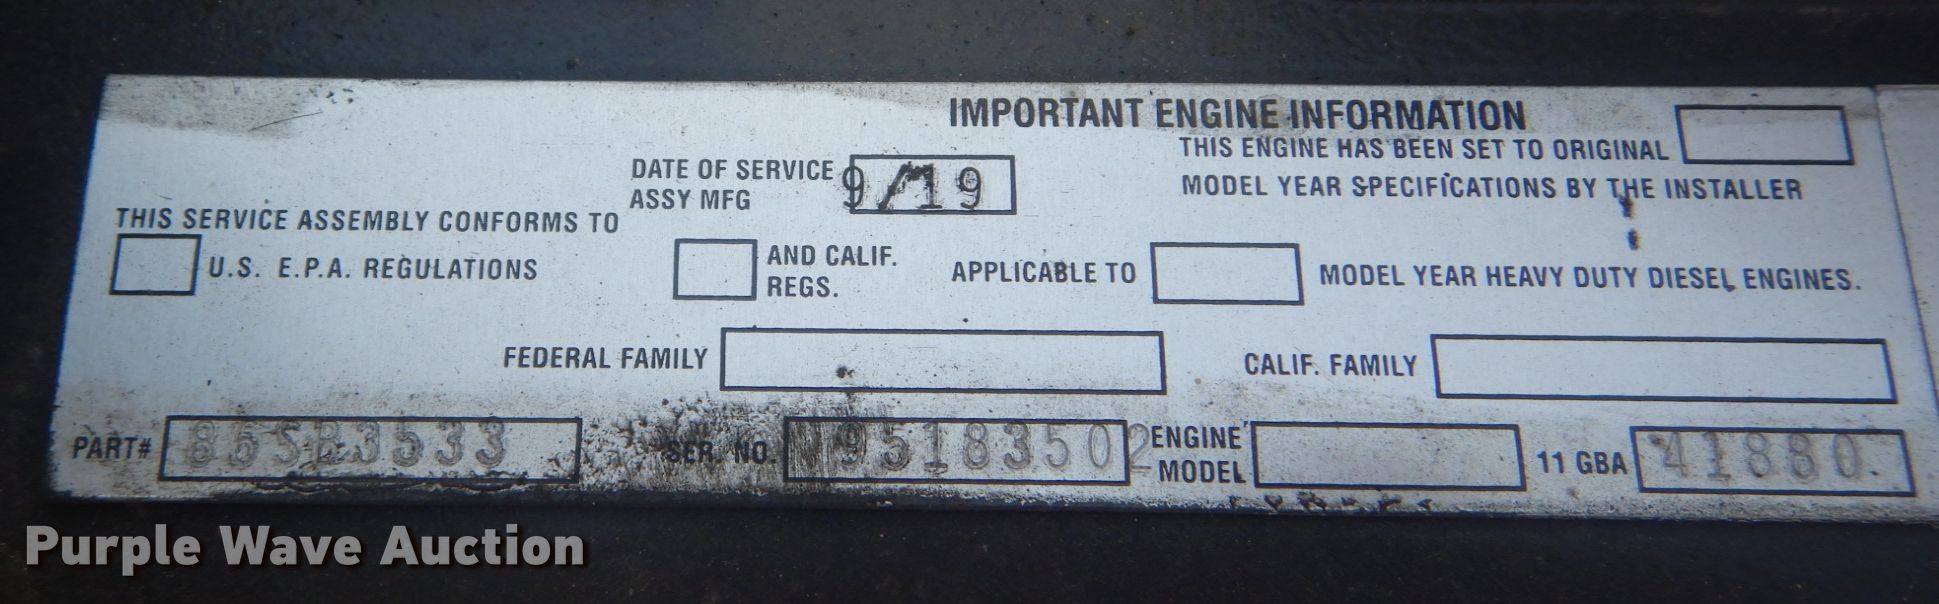 IMPORTANT ENGINE INFORMATION
DATE OF SERVICE ASSY MFG 9/19
THIS ENGINE HAS BEEN SET TO ORIGINAL
MODEL YEAR SPECIFICATIONS BY THE INSTALLER
THIS SERVICE ASSEMBLY CONFORMS TO
U.S. E.P.A. REGULATIONS
AND CALIF. REGS.
APPLICABLE TO
MODEL YEAR HEAVY DUTY DIESEL ENGINES.
FEDERAL FAMILY
CALIF. FAMILY
PART# 86SB3533
SER. NO. 95183502
ENGINE MODEL
11 GBA 41880.
Purple Wave Auction